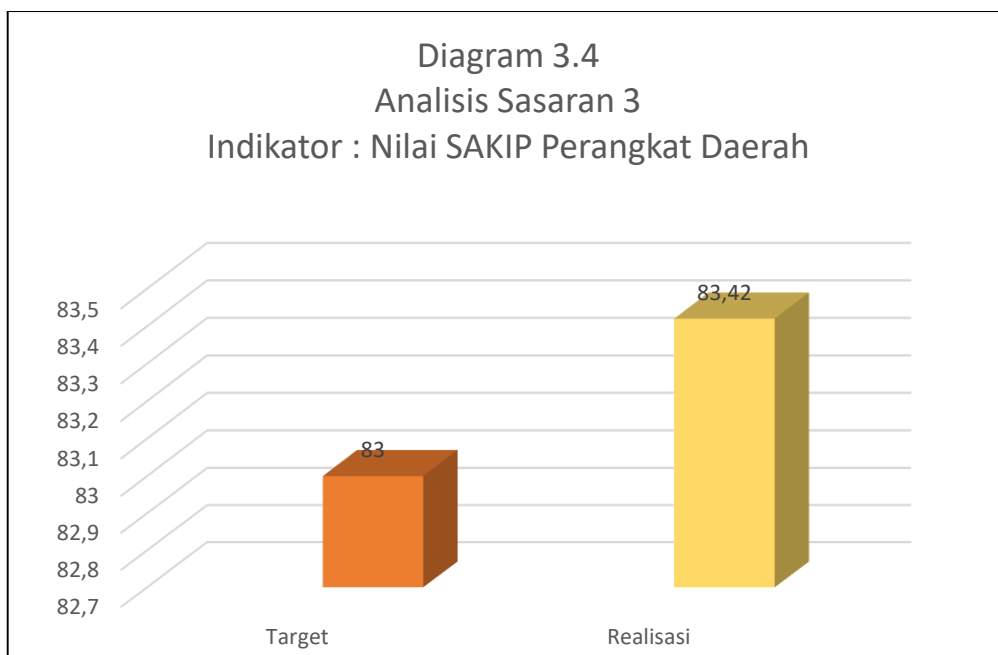 Diagram 3.4
Analisis Sasaran 3
Indikator : Nilai SAKIP Perangkat Daerah
83,5
83,4
83,3
83,2
83,1
83
82,9
82,8
82,7
83
83,42
Target
Realisasi